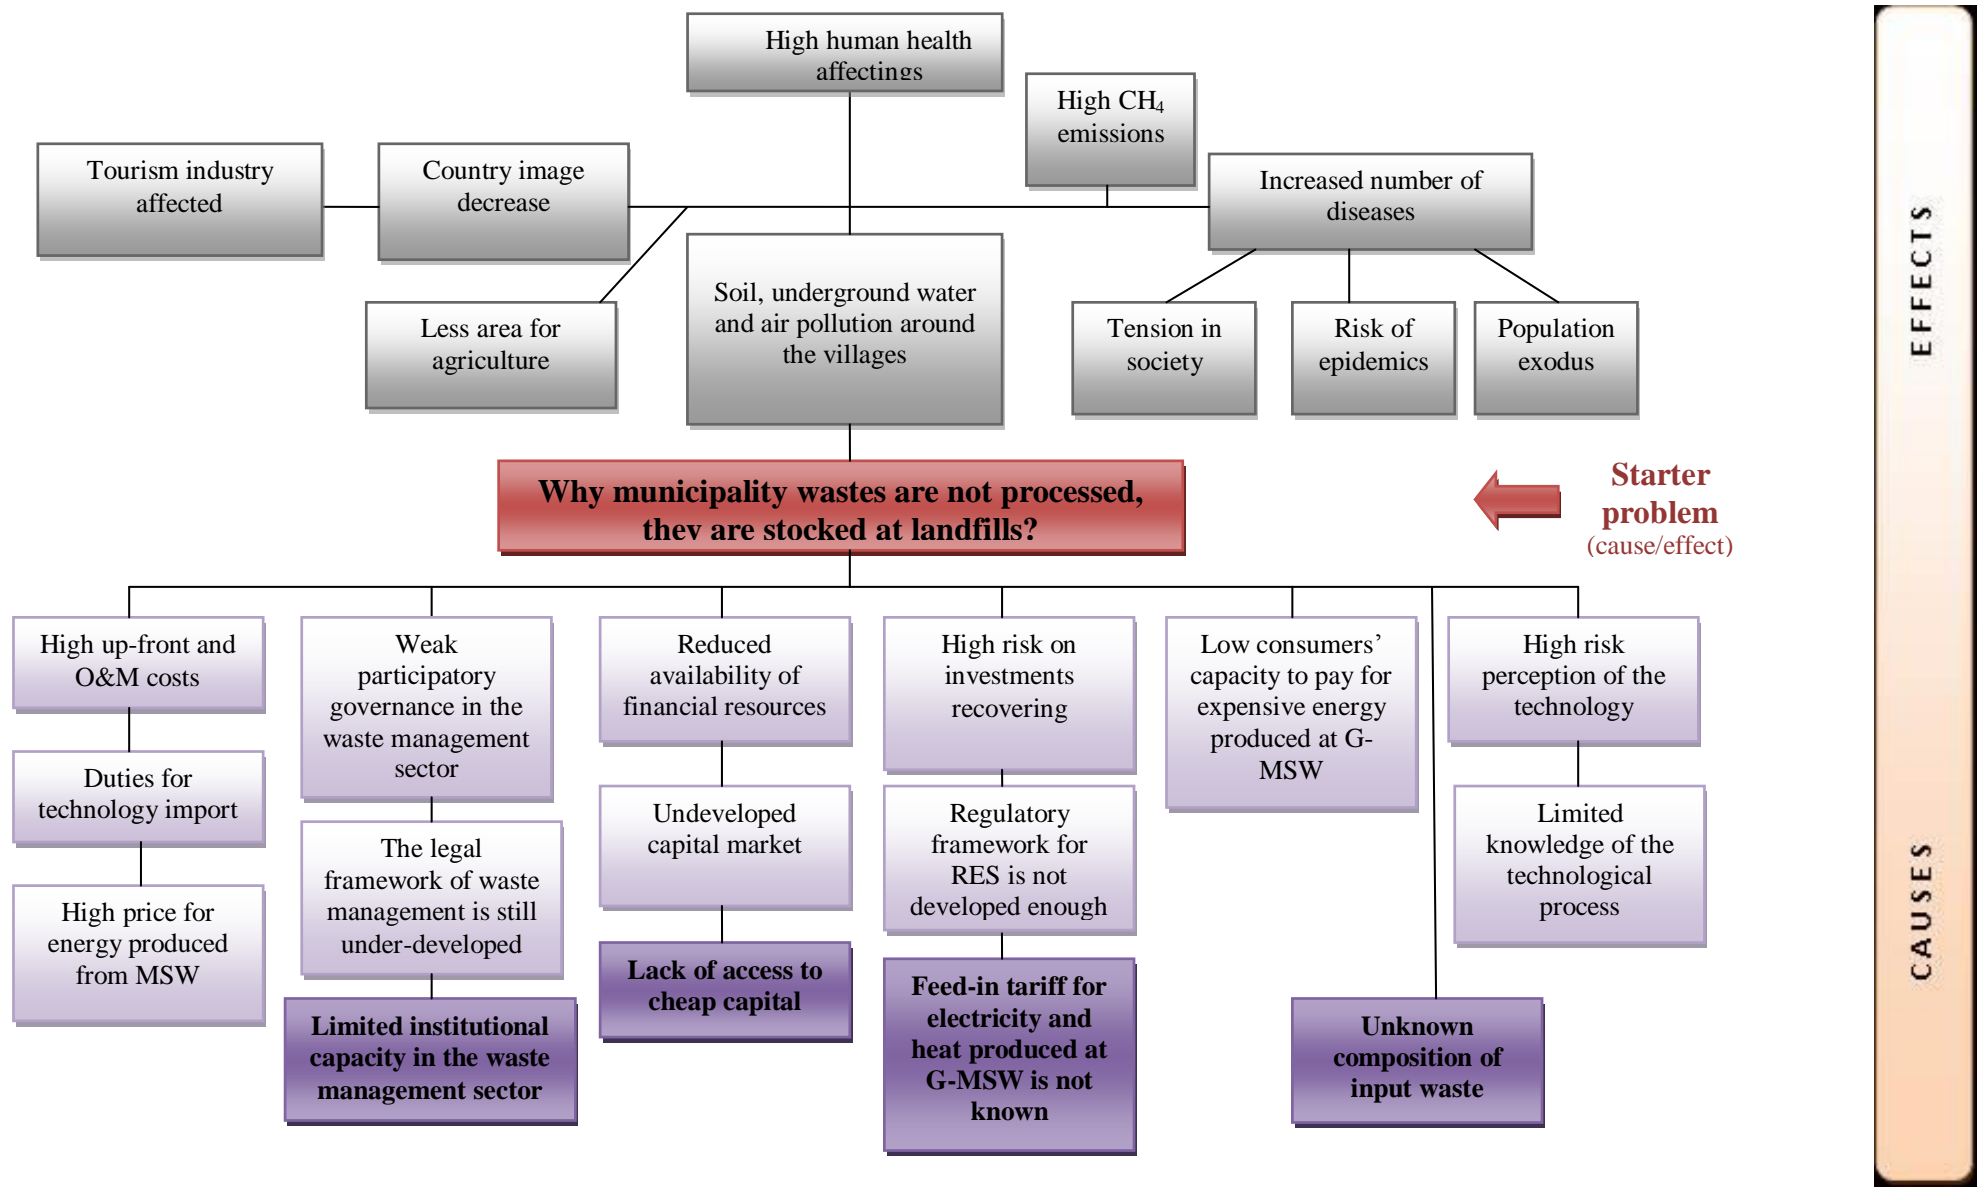 High human health
affectings
High CH₄
emissions
Tourism industry
affected
Country image
decrease
Increased number of
diseases
Less area for
agriculture
Soil, underground water
and air pollution around
the villages
Tension in
society
Risk of
epidemics
Population
exodus
EFFECTS
Why municipality wastes are not processed,
they are stocked at landfills?
Starter
problem
(cause/effect)
High up-front and
O&M costs
Duties for
technology import
High price for
energy produced
from MSW
Weak
participatory
governance in the
waste management
sector
The legal
framework of waste
management is still
under-developed
Limited institutional
capacity in the waste
management sector
Reduced
availability of
financial resources
Undeveloped
capital market
Lack of access to
cheap capital
High risk on
investments
recovering
Regulatory
framework for
RES is not
developed enough
Feed-in tariff for
electricity and
heat produced at
G-MSW is not
known
Low consumers’
capacity to pay for
expensive energy
produced at G-
MSW
Unknown
composition of
input waste
High risk
perception of the
technology
Limited
knowledge of the
technological
process
CAUSES